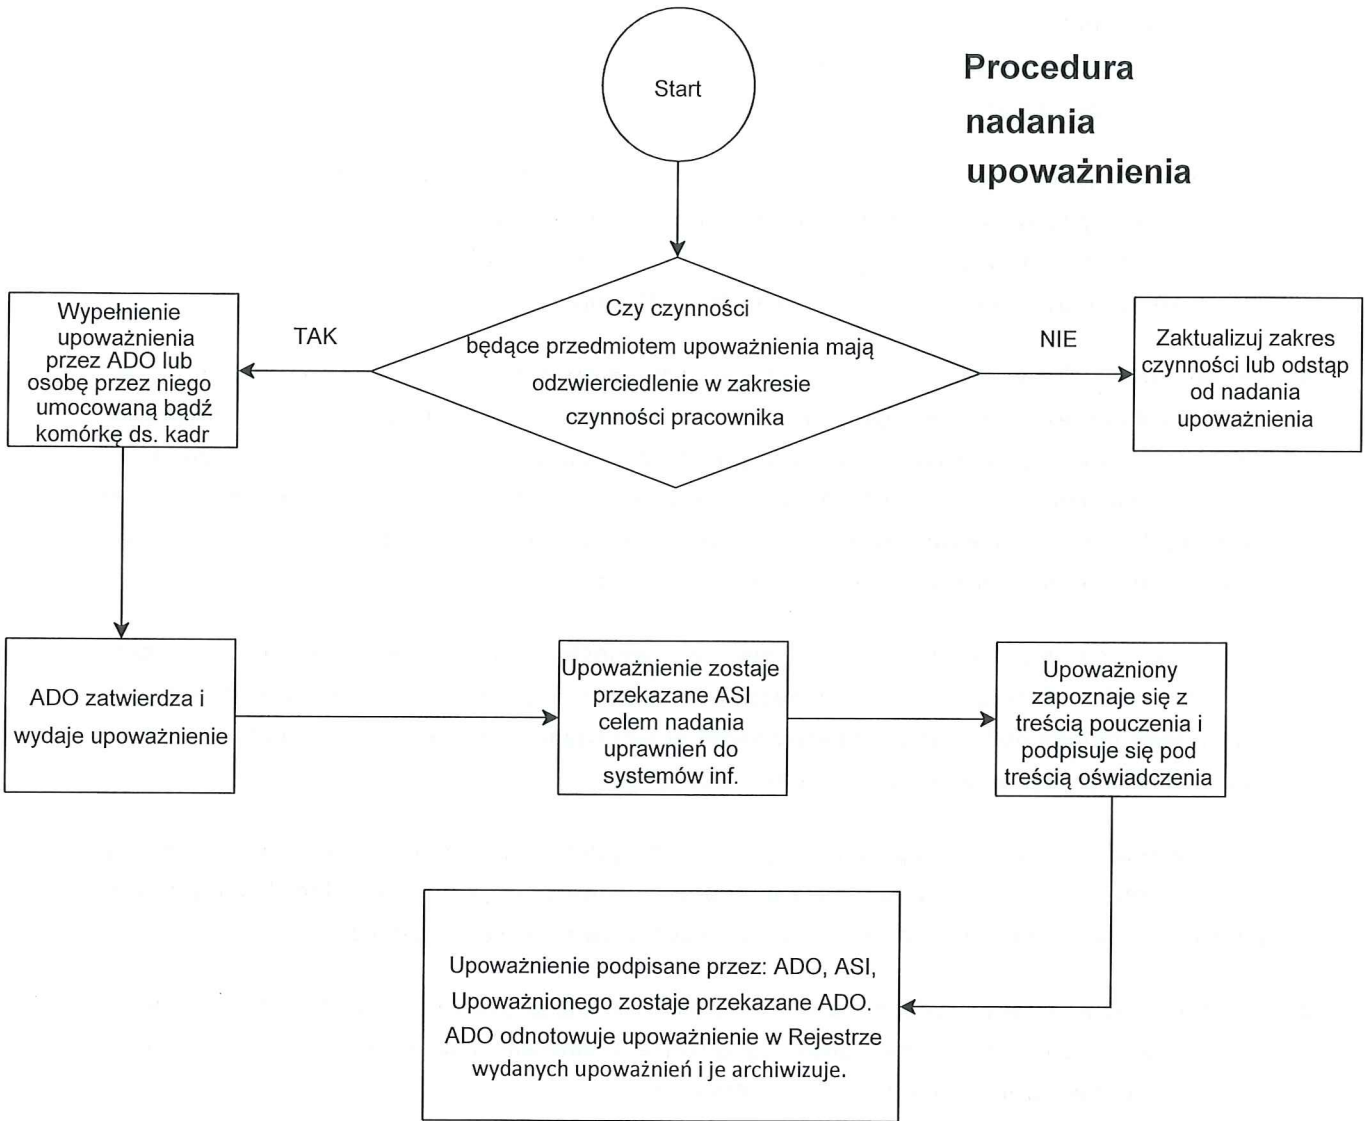 Start
Procedura
nadania
upoważnienia
Czy czynności
będące przedmiotem upoważnienia mają
odzwierciedlenie w zakresie
czynności pracownika
TAK
NIE
Wypełnienie
upoważnienia
przez ADO lub
osobę przez niego
umocowaną bądź
komórkę ds. kadr
Zaktualizuj zakres
czynności lub odstąp
od nadania
upoważnienia
ADO zatwierdza i
wydaje upoważnienie
Upoważnienie zostaje
przekazane ASI
celem nadania
uprawnień do
systemów inf.
Upoważniony
zapoznaje się z
treścią pouczenia i
podpisuje się pod
treścią oświadczenia
Upoważnienie podpisane przez: ADO, ASI,
Upoważnionego zostaje przekazane ADO.
ADO odnotowuje upoważnienie w Rejestrze
wydanych upoważnień i je archiwizuje.